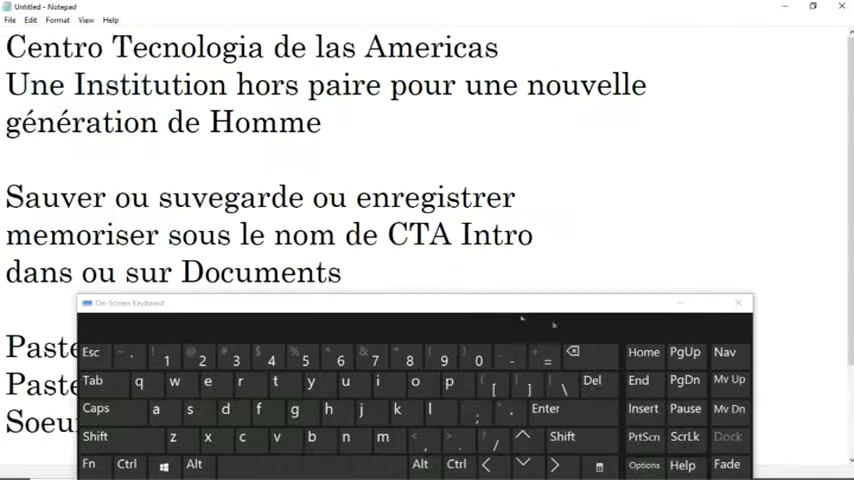 Untitled - Notepad
File Edit Format View Help
Centro Tecnologia de las Americas
Une Institution hors paire pour une nouvelle
génération de Homme
Sauver ou suvegarde ou enregistrer
memoriser sous le nom de CTA Intro
dans ou sur Documents
On-Screen Keyboard
Esc ~ ` ! 1 @ 2 # 3 $ 4 % 5 ^ 6 & 7 * 8 ( 9 ) 0 _ - + = Home PgUp Nav
Tab q w e r t y u i o p { [ } ] | \ Del End PgDn Mv Up
Caps a s d f g h j k l : ; " ' Enter Insert Pause Mv Dn
Shift z x c v b n m < , > . ? / Shift PrtScn ScrLk Dock
Fn Ctrl Alt Alt Ctrl Options Help Fade